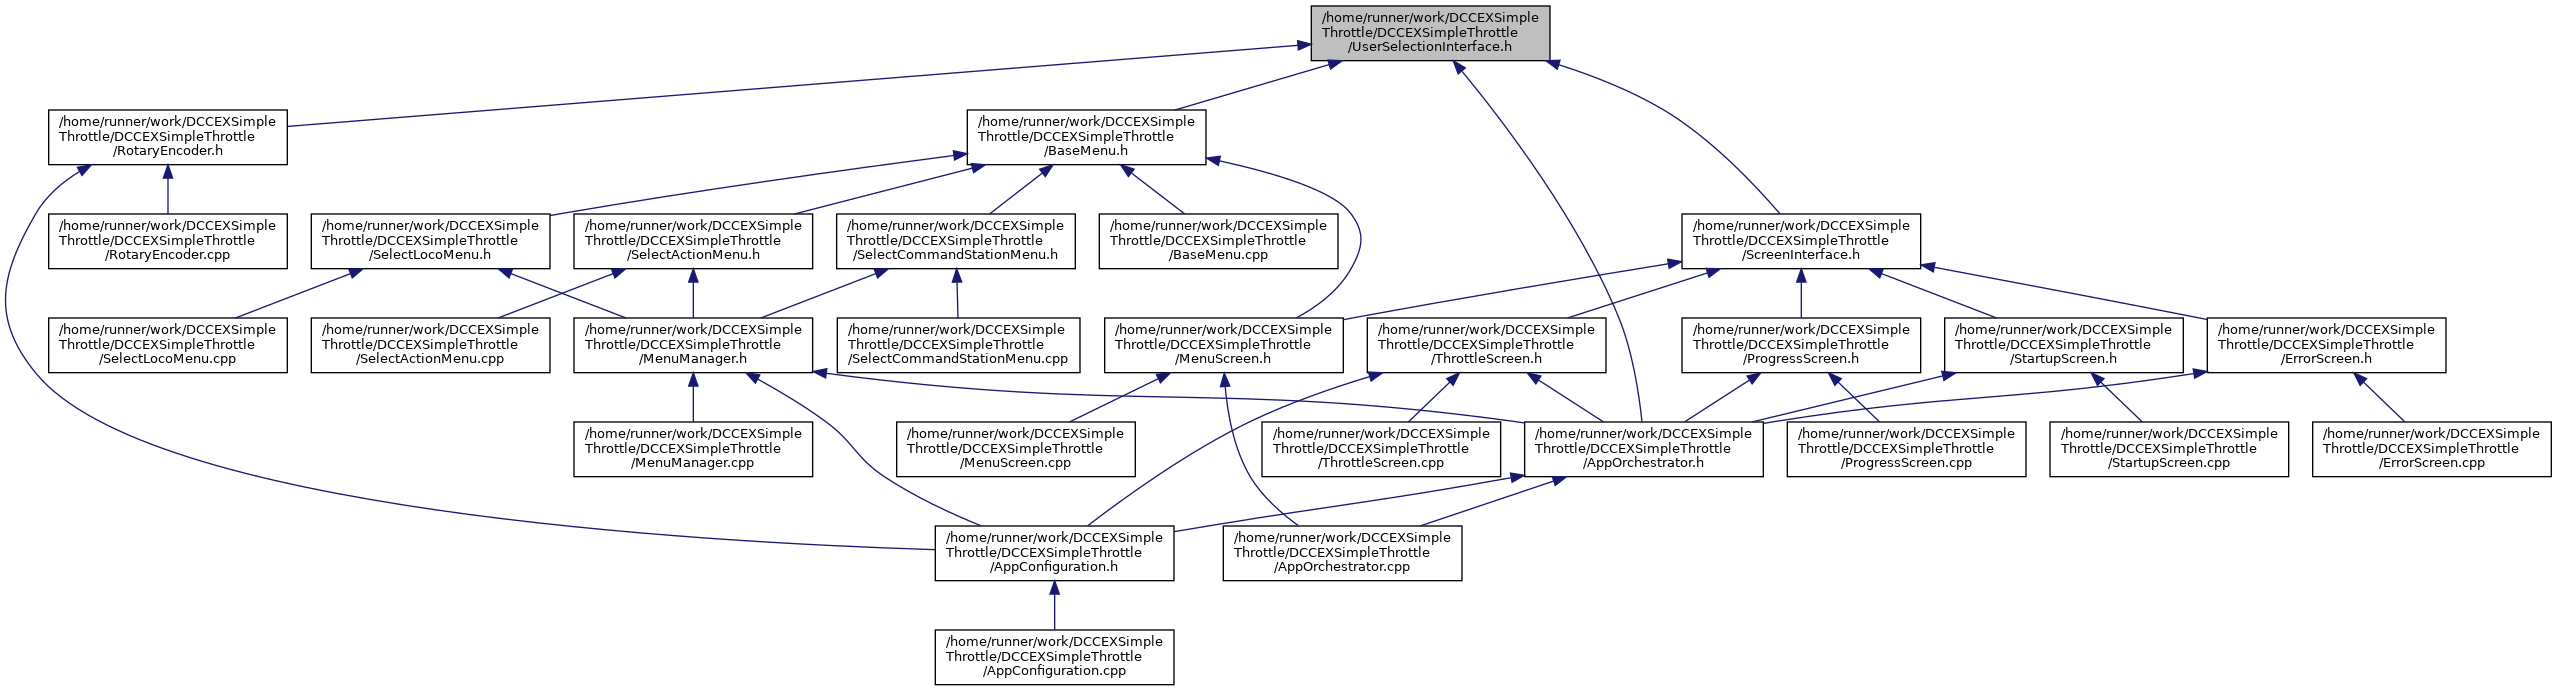 /home/runner/work/DCCEXSimple
Throttle/DCCEXSimpleThrottle
/UserSelectionInterface.h
/home/runner/work/DCCEXSimple
Throttle/DCCEXSimpleThrottle
/RotaryEncoder.h
/home/runner/work/DCCEXSimple
Throttle/DCCEXSimpleThrottle
/BaseMenu.h
/home/runner/work/DCCEXSimple
Throttle/DCCEXSimpleThrottle
/RotaryEncoder.cpp
/home/runner/work/DCCEXSimple
Throttle/DCCEXSimpleThrottle
/SelectLocoMenu.h
/home/runner/work/DCCEXSimple
Throttle/DCCEXSimpleThrottle
/SelectActionMenu.h
/home/runner/work/DCCEXSimple
Throttle/DCCEXSimpleThrottle
/SelectCommandStationMenu.h
/home/runner/work/DCCEXSimple
Throttle/DCCEXSimpleThrottle
/BaseMenu.cpp
/home/runner/work/DCCEXSimple
Throttle/DCCEXSimpleThrottle
/ScreenInterface.h
/home/runner/work/DCCEXSimple
Throttle/DCCEXSimpleThrottle
/SelectLocoMenu.cpp
/home/runner/work/DCCEXSimple
Throttle/DCCEXSimpleThrottle
/SelectActionMenu.cpp
/home/runner/work/DCCEXSimple
Throttle/DCCEXSimpleThrottle
/MenuManager.h
/home/runner/work/DCCEXSimple
Throttle/DCCEXSimpleThrottle
/SelectCommandStationMenu.cpp
/home/runner/work/DCCEXSimple
Throttle/DCCEXSimpleThrottle
/MenuScreen.h
/home/runner/work/DCCEXSimple
Throttle/DCCEXSimpleThrottle
/ThrottleScreen.h
/home/runner/work/DCCEXSimple
Throttle/DCCEXSimpleThrottle
/ProgressScreen.h
/home/runner/work/DCCEXSimple
Throttle/DCCEXSimpleThrottle
/StartupScreen.h
/home/runner/work/DCCEXSimple
Throttle/DCCEXSimpleThrottle
/ErrorScreen.h
/home/runner/work/DCCEXSimple
Throttle/DCCEXSimpleThrottle
/MenuManager.cpp
/home/runner/work/DCCEXSimple
Throttle/DCCEXSimpleThrottle
/MenuScreen.cpp
/home/runner/work/DCCEXSimple
Throttle/DCCEXSimpleThrottle
/ThrottleScreen.cpp
/home/runner/work/DCCEXSimple
Throttle/DCCEXSimpleThrottle
/AppOrchestrator.h
/home/runner/work/DCCEXSimple
Throttle/DCCEXSimpleThrottle
/ProgressScreen.cpp
/home/runner/work/DCCEXSimple
Throttle/DCCEXSimpleThrottle
/StartupScreen.cpp
/home/runner/work/DCCEXSimple
Throttle/DCCEXSimpleThrottle
/ErrorScreen.cpp
/home/runner/work/DCCEXSimple
Throttle/DCCEXSimpleThrottle
/AppConfiguration.h
/home/runner/work/DCCEXSimple
Throttle/DCCEXSimpleThrottle
/AppOrchestrator.cpp
/home/runner/work/DCCEXSimple
Throttle/DCCEXSimpleThrottle
/AppConfiguration.cpp